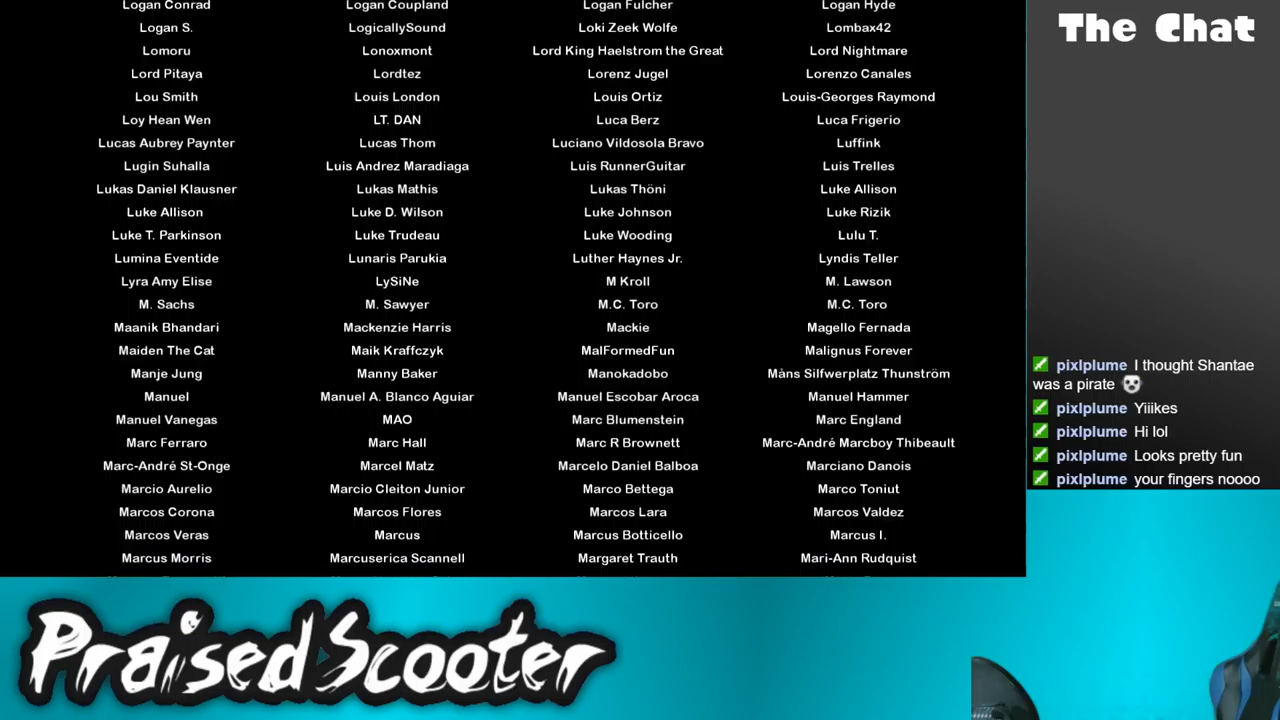 Logan Conrad Logan Coupland Logan Fulcher Logan Hyde
Logan S. LogicallySound Loki Zeek Wolfe Lombax42
Lomoru Lonoxmont Lord King Haelstrom the Great Lord Nightmare
Lord Pitaya Lordtez Lorenz Jugel Lorenzo Canales
Lou Smith Louis London Louis Ortiz Louis-Georges Raymond
Loy Hean Wen LT. DAN Luca Berz Luca Frigerio
Lucas Aubrey Paynter Lucas Thom Luciano Vildosola Bravo Luffink
Lugin Suhalla Luis Andrez Maradiaga Luis RunnerGuitar Luis Trelles
Lukas Daniel Klausner Lukas Mathis Lukas Thöni Luke Allison
Luke Allison Luke D. Wilson Luke Johnson Luke Rizik
Luke T. Parkinson Luke Trudeau Luke Wooding Lulu T.
Lumina Eventide Lunaris Parukia Luther Haynes Jr. Lyndis Teller
Lyra Amy Elise LySiNe M Kroll M. Lawson
M. Sachs M. Sawyer M.C. Toro M.C. Toro
Maanik Bhandari Mackenzie Harris Mackie Magello Fernada
Maiden The Cat Maik Kraffczyk MalFormedFun Malignus Forever
Manje Jung Manny Baker Manokadobo Måns Silfwerplatz Thunström
Manuel Manuel A. Blanco Aguiar Manuel Escobar Aroca Manuel Hammer
Manuel Vanegas MAO Marc Blumenstein Marc England
Marc Ferraro Marc Hall Marc R Brownett Marc-André Marcboy Thibeault
Marc-André St-Onge Marcel Matz Marcelo Daniel Balboa Marciano Danois
Marcio Aurelio Marcio Cleiton Junior Marco Bettega Marco Toniut
Marcos Corona Marcos Flores Marcos Lara Marcos Valdez
Marcos Veras Marcus Marcus Botticello Marcus I.
Marcus Morris Marcuserica Scannell Margaret Trauth Mari-Ann Rudquist
The Chat
pixlplume I thought Shantae
was a pirate
pixlplume Yiiikes
pixlplume Hi lol
pixlplume Looks pretty fun
pixlplume your fingers noooo
PraisedScooter